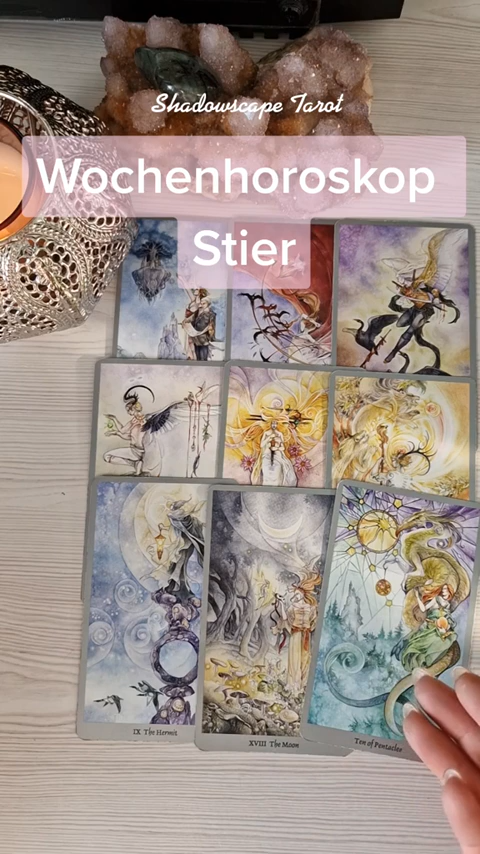 Shadowscape Tarot
Wochenhoroskop
Stier
IX The Hermit
XVIII The Moon
Ten of Pentacles